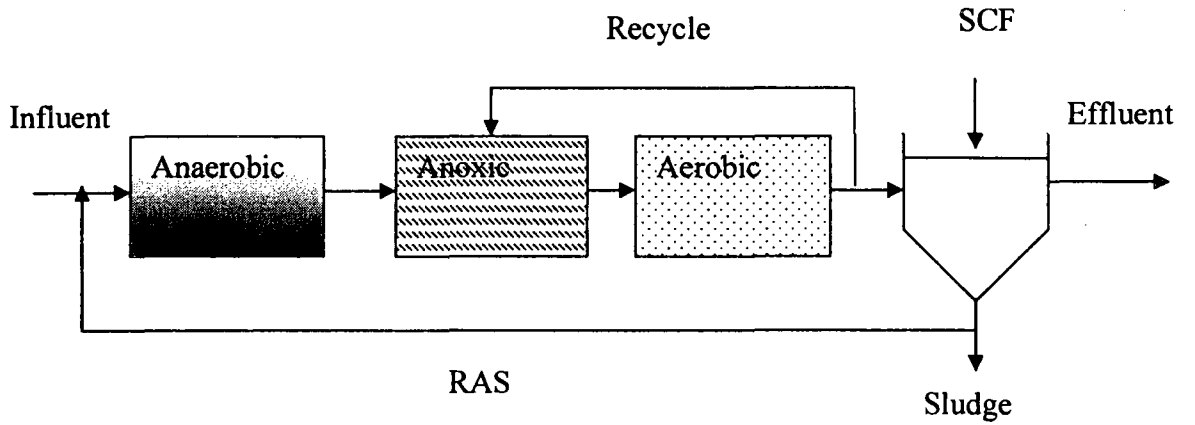 Recycle
SCF
Influent
Effluent
Anaerobic
Anoxic
Aerobic
RAS
Sludge